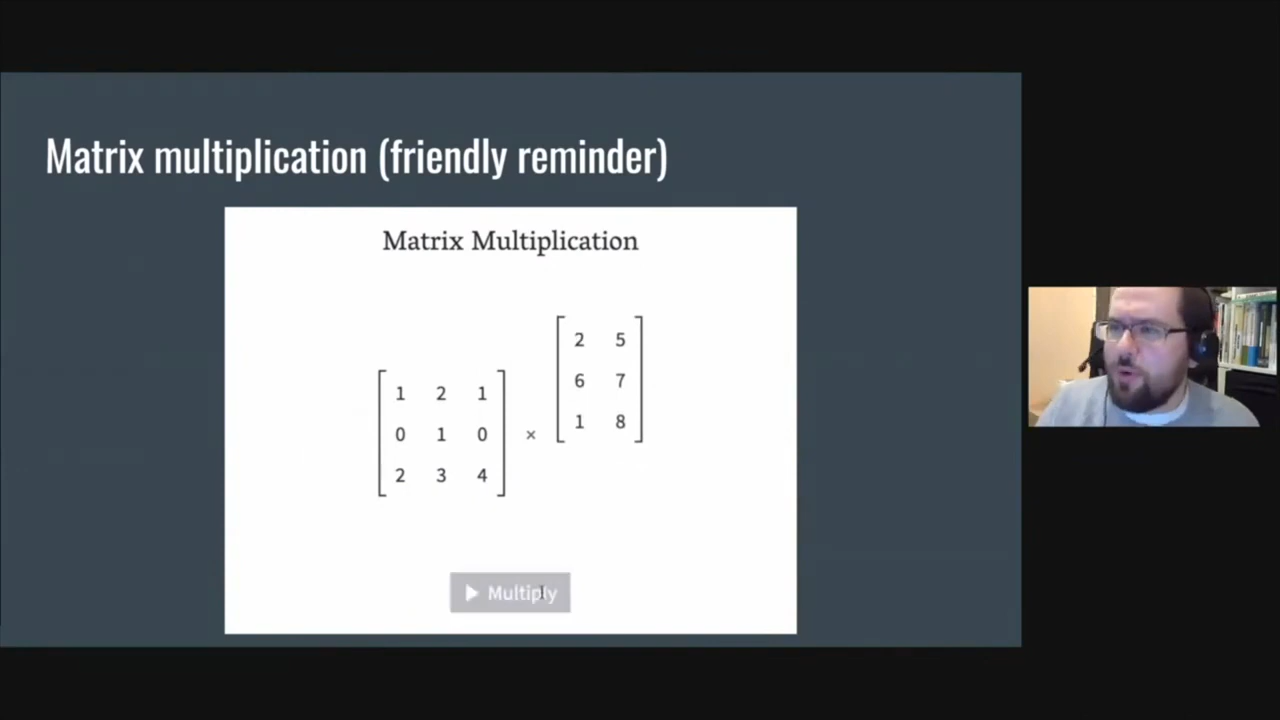 Matrix multiplication (friendly reminder)
Matrix Multiplication
2 5
6 7
1 8
1 2 1
0 1 0
2 3 4
×
Multiply